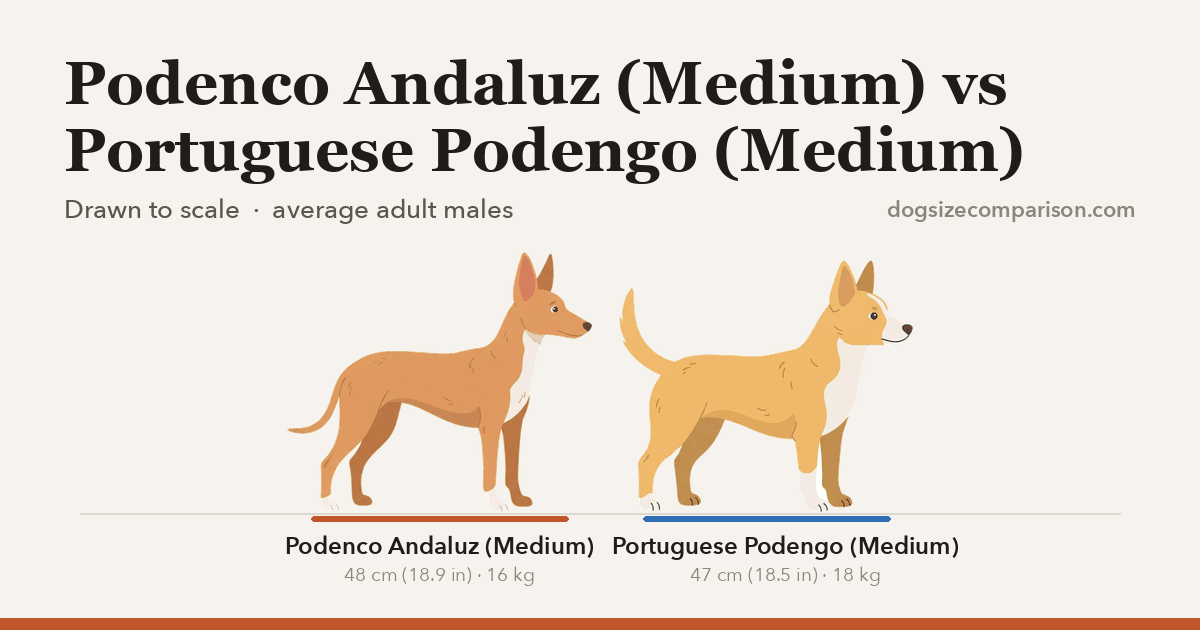 Podenco Andaluz (Medium) vs
Portuguese Podengo (Medium)
Drawn to scale · average adult males
dogsizecomparison.com
Podenco Andaluz (Medium)
48 cm (18.9 in) · 16 kg
Portuguese Podengo (Medium)
47 cm (18.5 in) · 18 kg